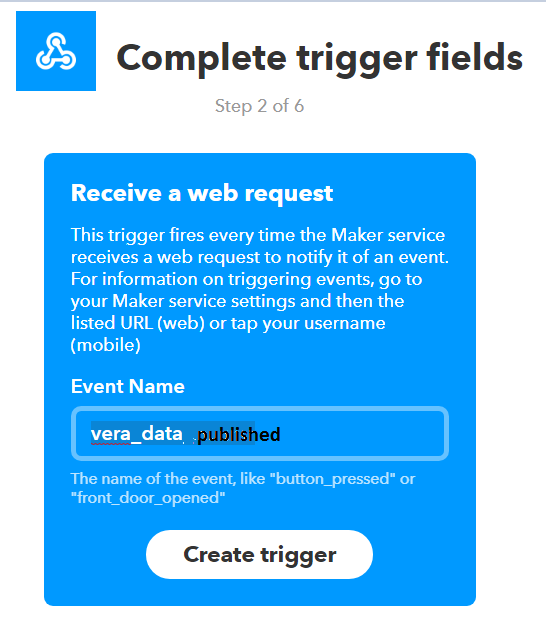 Complete trigger fields
Step 2 of 6
Receive a web request
This trigger fires every time the Maker service
receives a web request to notify it of an event.
For information on triggering events, go to
your Maker service settings and then the
listed URL (web) or tap your username
(mobile)
Event Name
vera_data_published
The name of the event, like "button_pressed" or
"front_door_opened"
Create trigger